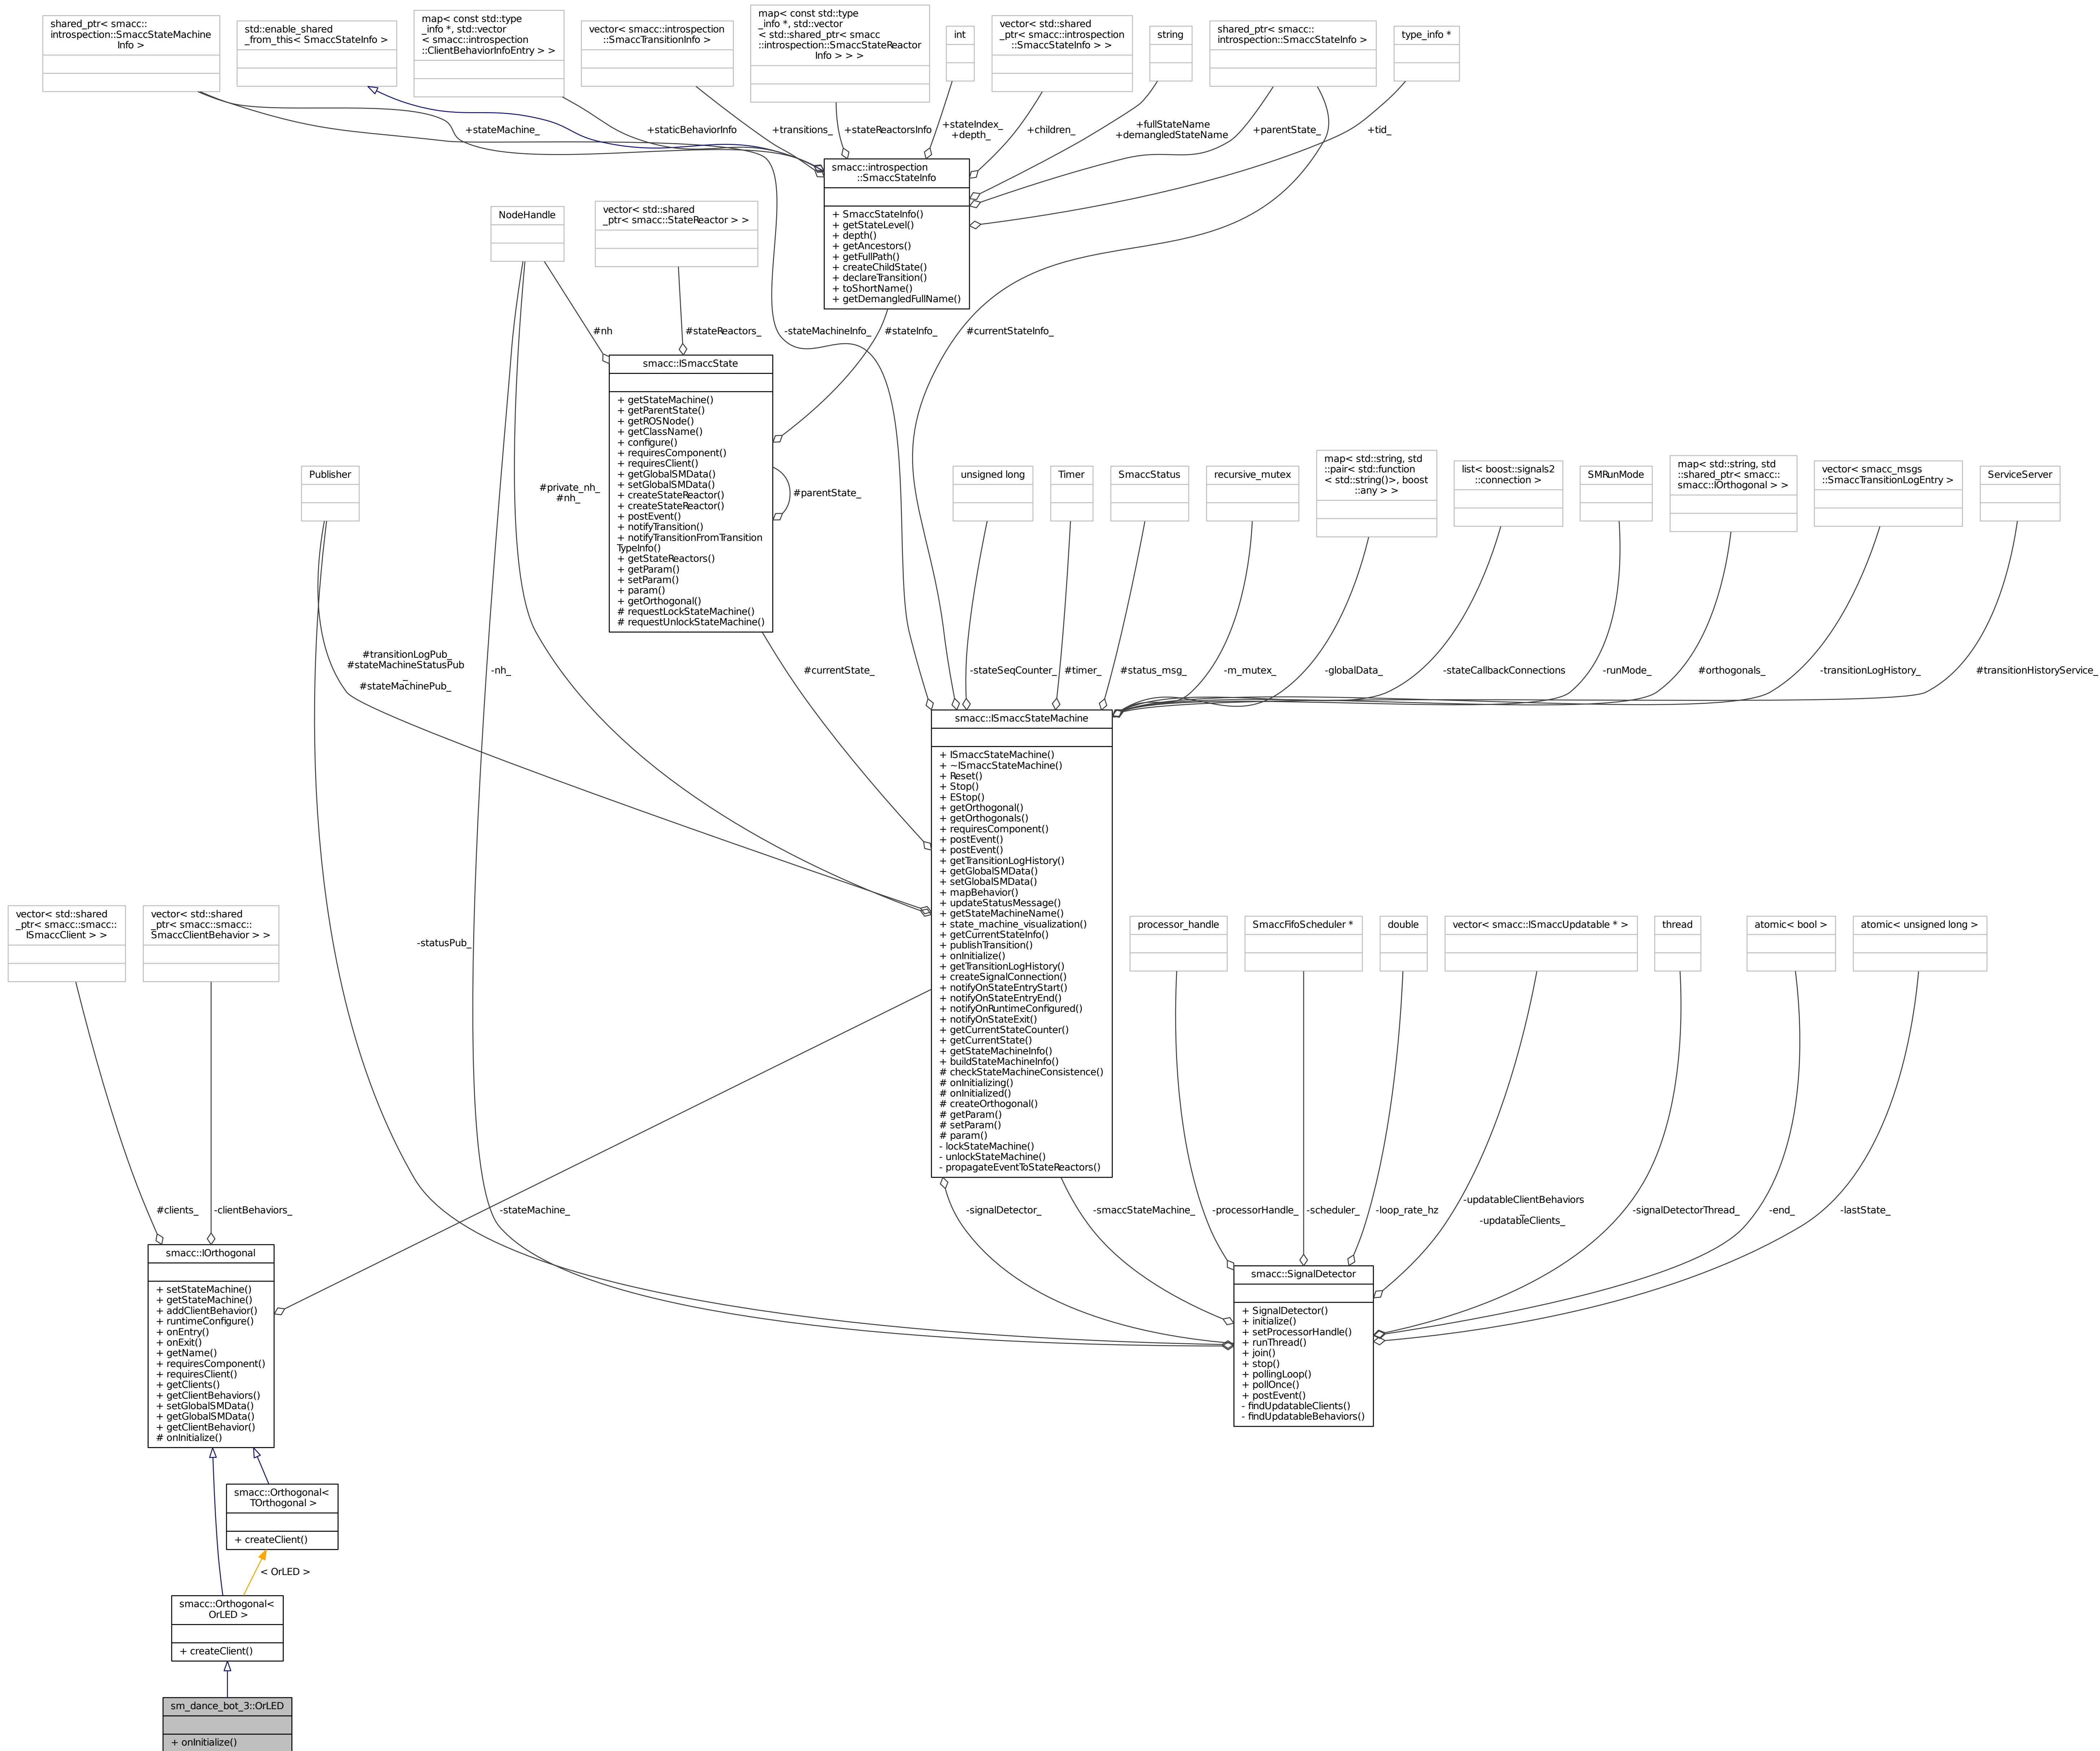 shared_ptr< smacc::
introspection::SmaccStateMachine
Info >
std::enable_shared
_from_this< SmaccStateInfo >
map< const std::type
_info *, std::vector
< smacc::introspection
::ClientBehaviorInfoEntry > >
vector< smacc::introspection
::SmaccTransitionInfo >
map< const std::type
_info *, std::vector
< std::shared_ptr< smacc
::introspection::SmaccStateReactor
Info > > >
int
vector< std::shared
_ptr< smacc::introspection
::SmaccStateInfo > >
string
shared_ptr< smacc::
introspection::SmaccStateInfo >
type_info *
+stateMachine_
+staticBehaviorInfo
+transitions_
+stateReactorsInfo
+stateIndex_
+depth_
+children_
+fullStateName
+demangledStateName
+parentState_
+tid_
smacc::introspection
::SmaccStateInfo
+ SmaccStateInfo()
+ getStateLevel()
+ depth()
+ getAncestors()
+ getFullPath()
+ createChildState()
+ declareTransition()
+ toShortName()
+ getDemangledFullName()
NodeHandle
vector< std::shared
_ptr< smacc::StateReactor > >
#nh
#stateReactors_
-stateMachineInfo_
#stateInfo_
#currentStateInfo_
smacc::ISmaccState
+ getStateMachine()
+ getParentState()
+ getROSNode()
+ getClassName()
+ configure()
+ requiresComponent()
+ requiresClient()
+ getGlobalSMData()
+ setGlobalSMData()
+ createStateReactor()
+ createStateReactor()
+ postEvent()
+ notifyTransition()
+ notifyTransitionFromTransition
TypeInfo()
+ getStateReactors()
+ getParam()
+ setParam()
+ param()
+ getOrthogonal()
# requestLockStateMachine()
# requestUnlockStateMachine()
#parentState_
Publisher
#private_nh_
#nh_
unsigned long
Timer
SmaccStatus
recursive_mutex
map< std::string, std
::pair< std::function
< std::string()>, boost
::any > >
list< boost::signals2
::connection >
SMRunMode
map< std::string, std
::shared_ptr< smacc::
smacc::IOrthogonal > >
vector< smacc_msgs
::SmaccTransitionLogEntry >
ServiceServer
#transitionLogPub_
#stateMachineStatusPub
_
#stateMachinePub_
-nh_
#currentState_
-stateSeqCounter_
#timer_
#status_msg_
-m_mutex_
-globalData_
-stateCallbackConnections
-runMode_
#orthogonals_
-transitionLogHistory_
#transitionHistoryService_
smacc::ISmaccStateMachine
+ ISmaccStateMachine()
+ ~ISmaccStateMachine()
+ Reset()
+ Stop()
+ EStop()
+ getOrthogonal()
+ getOrthogonals()
+ requiresComponent()
+ postEvent()
+ postEvent()
+ getTransitionLogHistory()
+ getGlobalSMData()
+ setGlobalSMData()
+ mapBehavior()
+ updateStatusMessage()
+ getStateMachineName()
+ state_machine_visualization()
+ getCurrentStateInfo()
+ publishTransition()
+ onInitialize()
+ getTransitionLogHistory()
+ createSignalConnection()
+ notifyOnStateEntryStart()
+ notifyOnStateEntryEnd()
+ notifyOnRuntimeConfigured()
+ notifyOnStateExit()
+ getCurrentStateCounter()
+ getCurrentState()
+ getStateMachineInfo()
+ buildStateMachineInfo()
# checkStateMachineConsistence()
# onInitializing()
# onInitialized()
# createOrthogonal()
# getParam()
# setParam()
# param()
- lockStateMachine()
- unlockStateMachine()
- propagateEventToStateReactors()
vector< std::shared
_ptr< smacc::smacc::
ISmaccClient > >
vector< std::shared
_ptr< smacc::smacc::
SmaccClientBehavior > >
-statusPub_
processor_handle
SmaccFifoScheduler *
double
vector< smacc::ISmaccUpdatable * >
thread
atomic< bool >
atomic< unsigned long >
#clients_
-clientBehaviors_
-stateMachine_
-signalDetector_
-smaccStateMachine_
-processorHandle_
-scheduler_
-loop_rate_hz
-updatableClientBehaviors
_
-updatableClients_
-signalDetectorThread_
-end_
-lastState_
smacc::IOrthogonal
+ setStateMachine()
+ getStateMachine()
+ addClientBehavior()
+ runtimeConfigure()
+ onEntry()
+ onExit()
+ getName()
+ requiresComponent()
+ requiresClient()
+ getClients()
+ getClientBehaviors()
+ setGlobalSMData()
+ getGlobalSMData()
+ getClientBehavior()
# onInitialize()
smacc::SignalDetector
+ SignalDetector()
+ initialize()
+ setProcessorHandle()
+ runThread()
+ join()
+ stop()
+ pollingLoop()
+ pollOnce()
+ postEvent()
- findUpdatableClients()
- findUpdatableBehaviors()
smacc::Orthogonal<
TOrthogonal >
+ createClient()
< OrLED >
smacc::Orthogonal<
OrLED >
+ createClient()
sm_dance_bot_3::OrLED
+ onInitialize()